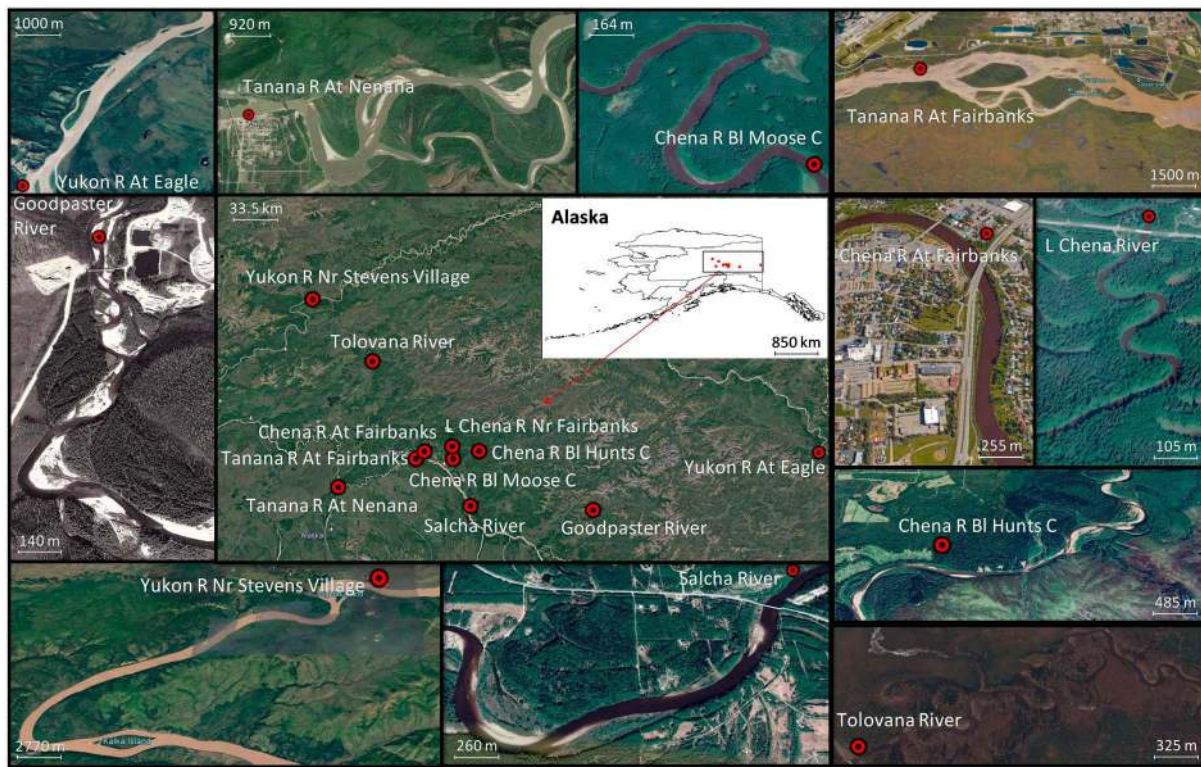 1000 m
Yukon R At Eagle
920 m
Tanana R At Nenana
164 m
Chena R Bl Moose C
Tanana R At Fairbanks
1500 m
Goodpaster
River
140 m
33.5 km
Yukon R Nr Stevens Village
Tolovana River
L Chena R Nr Fairbanks
Chena R At Fairbanks
Chena R Bl Hunts C
Tanana R At Fairbanks
Yukon R At Eagle
Chena R Bl Moose C
Tanana R At Nenana
Salcha River
Goodpaster River
Alaska
850 km
Chena R At Fairbanks
255 m
L Chena River
105 m
Chena R Bl Hunts C
485 m
Yukon R Nr Stevens Village
Katka Island
2770 m
Salcha River
260 m
Tolovana River
325 m